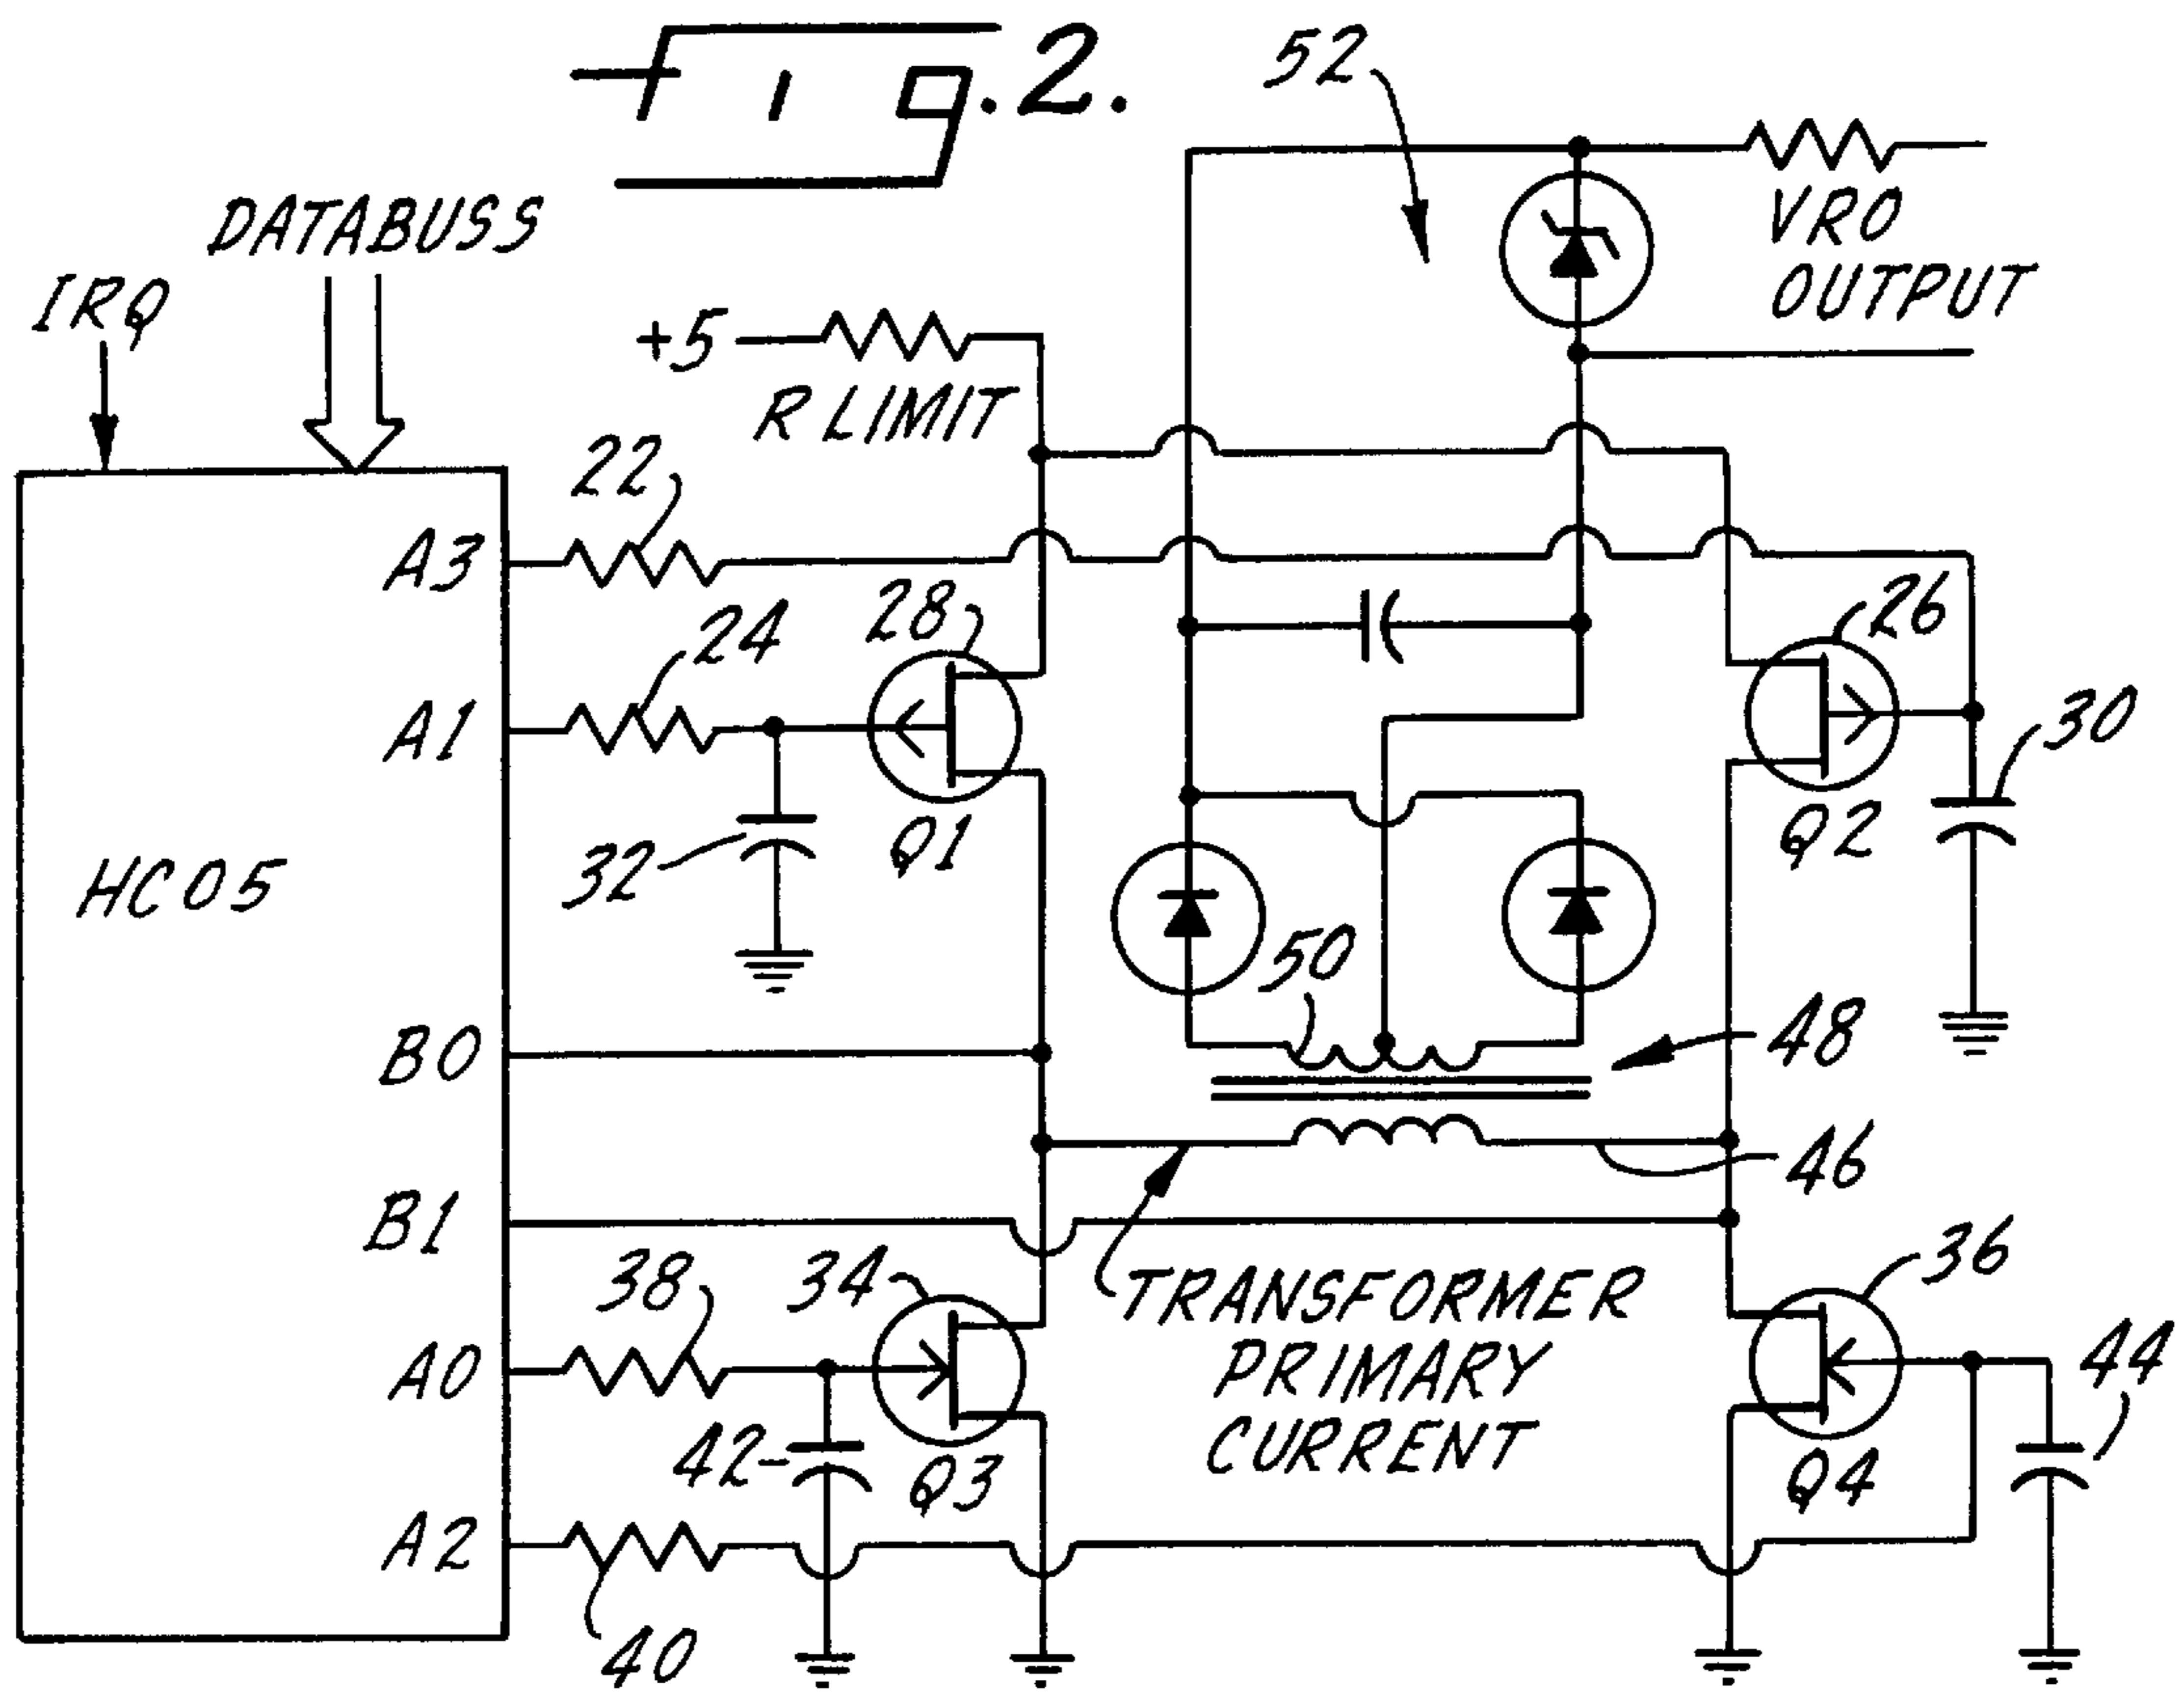 Fig. 2.
52
DATABUSS
IRQ
VRO
OUTPUT
+5
R LIMIT
22
A3
24
28
26
A1
30
32
Q1
Q2
HC05
50
48
B0
46
B1
38
34
36
TRANSFORMER
PRIMARY
CURRENT
A0
44
42
Q3
Q4
A2
40